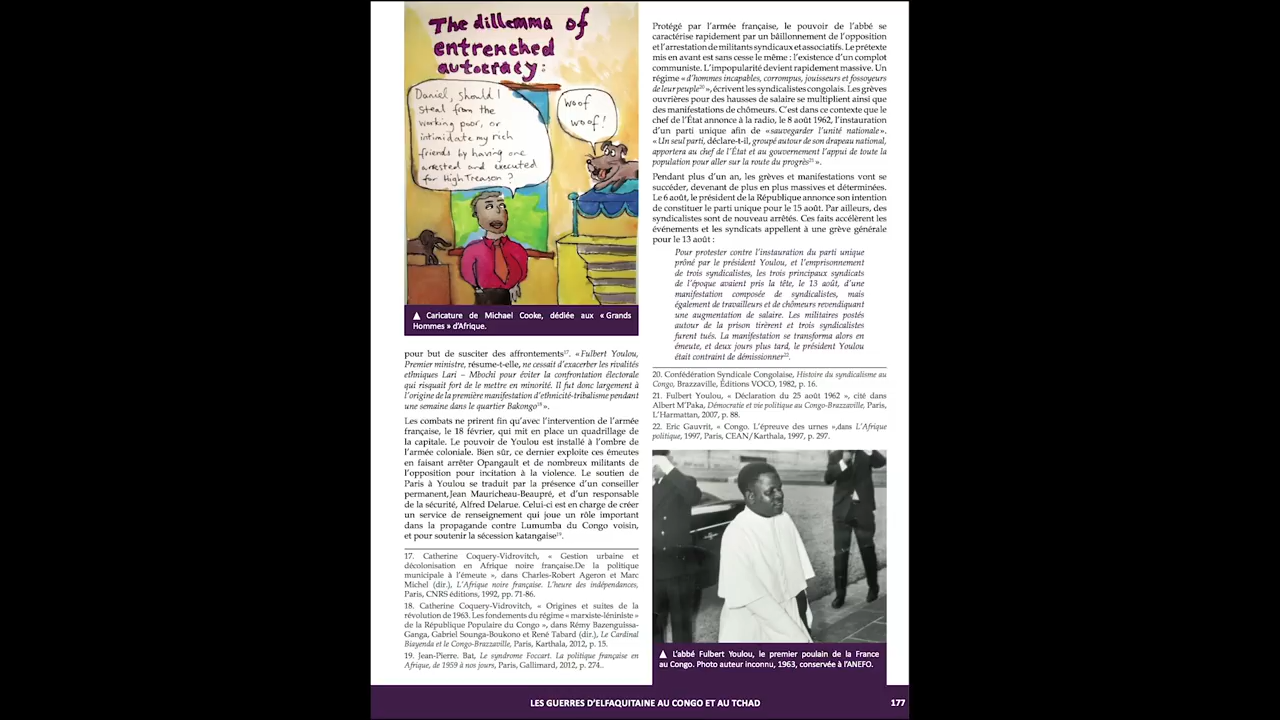 The dillemma of
entrenched
autocracy:
Daniel, should I
steal from the
working poor, or
intimidate my rich
friends by having one
arrested and executed
for High Treason ?
woof
woof!
▲ Caricature de Michael Cooke, dédiée aux « Grands
Hommes » d’Afrique.
pour but de susciter des affrontements17. « Fulbert Youlou,
Premier ministre, résume-t-elle, ne cessait d’exacerber les rivalités
ethniques Lari – Mbochi pour éviter la confrontation électorale
qui risquait fort de le mettre en minorité. Il fut donc largement à
l’origine de la première manifestation d’ethnicité-tribalisme pendant
une semaine dans le quartier Bakongo18 ».
Les combats ne prirent fin qu’avec l’intervention de l’armée
française, le 18 février, qui mit en place un quadrillage de
la capitale. Le pouvoir de Youlou est installé à l’ombre de
l’armée coloniale. Bien sûr, ce dernier exploite ces émeutes
en faisant arrêter Opangault et de nombreux militants de
l’opposition pour incitation à la violence. Le soutien de
Paris à Youlou se traduit par la présence d’un conseiller
permanent, Jean Mauricheau-Beaupré, et d’un responsable
de la sécurité, Alfred Delarue. Celui-ci est en charge de créer
un service de renseignement qui joue un rôle important
dans la propagande contre Lumumba du Congo voisin,
et pour soutenir la sécession katangaise19.
17. Catherine Coquery-Vidrovitch, « Gestion urbaine et
décolonisation en Afrique noire française.De la politique
municipale à l’émeute », dans Charles-Robert Ageron et Marc
Michel (dir.), L’Afrique noire française. L’heure des indépendances,
Paris, CNRS éditions, 1992, pp. 71-86.
18. Catherine Coquery-Vidrovitch, « Origines et suites de la
révolution de 1963. Les fondements du régime « marxiste-léniniste »
de la République Populaire du Congo », dans Rémy Bazenguissa-
Ganga, Gabriel Sounga-Boukono et René Tabard (dir.), Le Cardinal
Biayenda et le Congo-Brazzaville, Paris, Karthala, 2012, p. 15.
19. Jean-Pierre. Bat, Le syndrome Foccart. La politique française en
Afrique, de 1959 à nos jours, Paris, Gallimard, 2012, p. 274..
Protégé par l’armée française, le pouvoir de l’abbé se
caractérise rapidement par un bâillonnement de l’opposition
et l’arrestation de militants syndicaux et associatifs. Le prétexte
mis en avant est sans cesse le même : l’existence d’un complot
communiste. L’impopularité devient rapidement massive. Un
régime « d’hommes incapables, corrompus, jouisseurs et fossoyeurs
de leur peuple20 », écrivent les syndicalistes congolais. Les grèves
ouvrières pour des hausses de salaire se multiplient ainsi que
des manifestations de chômeurs. C’est dans ce contexte que le
chef de l’État annonce à la radio, le 8 août 1962, l’instauration
d’un parti unique afin de « sauvegarder l’unité nationale ».
« Un seul parti, déclare-t-il, groupé autour de son drapeau national,
apportera au chef de l’État et au gouvernement l’appui de toute la
population pour aller sur la route du progrès21 ».
Pendant plus d’un an, les grèves et manifestations vont se
succéder, devenant de plus en plus massives et déterminées.
Le 6 août, le président de la République annonce son intention
de constituer le parti unique pour le 15 août. Par ailleurs, des
syndicalistes sont de nouveau arrêtés. Ces faits accélèrent les
événements et les syndicats appellent à une grève générale
pour le 13 août :
Pour protester contre l’instauration du parti unique
prôné par le président Youlou, et l’emprisonnement
de trois syndicalistes, les trois principaux syndicats
de l’époque avaient pris la tête, le 13 août, d’une
manifestation composée de syndicalistes, mais
également de travailleurs et de chômeurs revendiquant
une augmentation de salaire. Les militaires postés
autour de la prison tirèrent et trois syndicalistes
furent tués. La manifestation se transforma alors en
émeute, et deux jours plus tard, le président Youlou
était contraint de démissionner22.
20. Confédération Syndicale Congolaise, Histoire du syndicalisme au
Congo, Brazzaville, Éditions VOCO, 1982, p. 16.
21. Fulbert Youlou, « Déclaration du 25 août 1962 », cité dans
Albert M’Paka, Démocratie et vie politique au Congo-Brazzaville, Paris,
L’Harmattan, 2007, p. 88.
22. Eric Gauvrit, « Congo. L’épreuve des urnes »,dans L’Afrique
politique, 1997, Paris, CEAN/Karthala, 1997, p. 297.
▲ L’abbé Fulbert Youlou, le premier poulain de la France
au Congo. Photo auteur inconnu, 1963, conservée à l’ANEFO.
LES GUERRES D’ELFAQUITAINE AU CONGO ET AU TCHAD
177